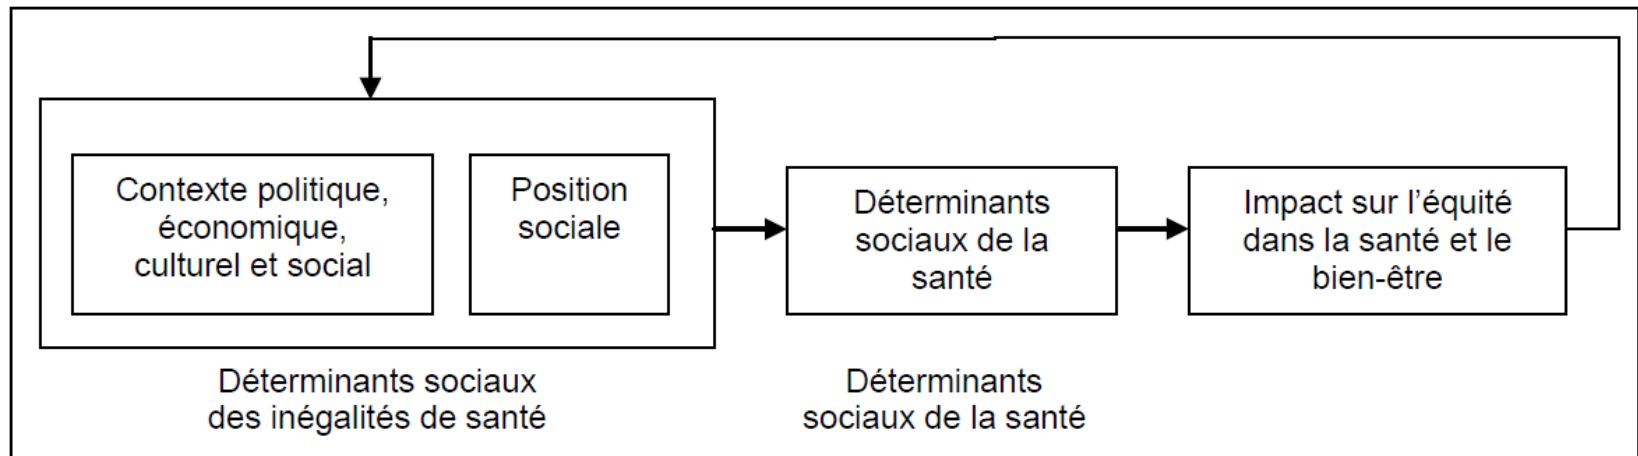 Contexte politique,
économique,
culturel et social
Position
sociale
Déterminants
sociaux de la
santé
Impact sur l’équité
dans la santé et le
bien-être
Déterminants sociaux
des inégalités de santé
Déterminants
sociaux de la santé